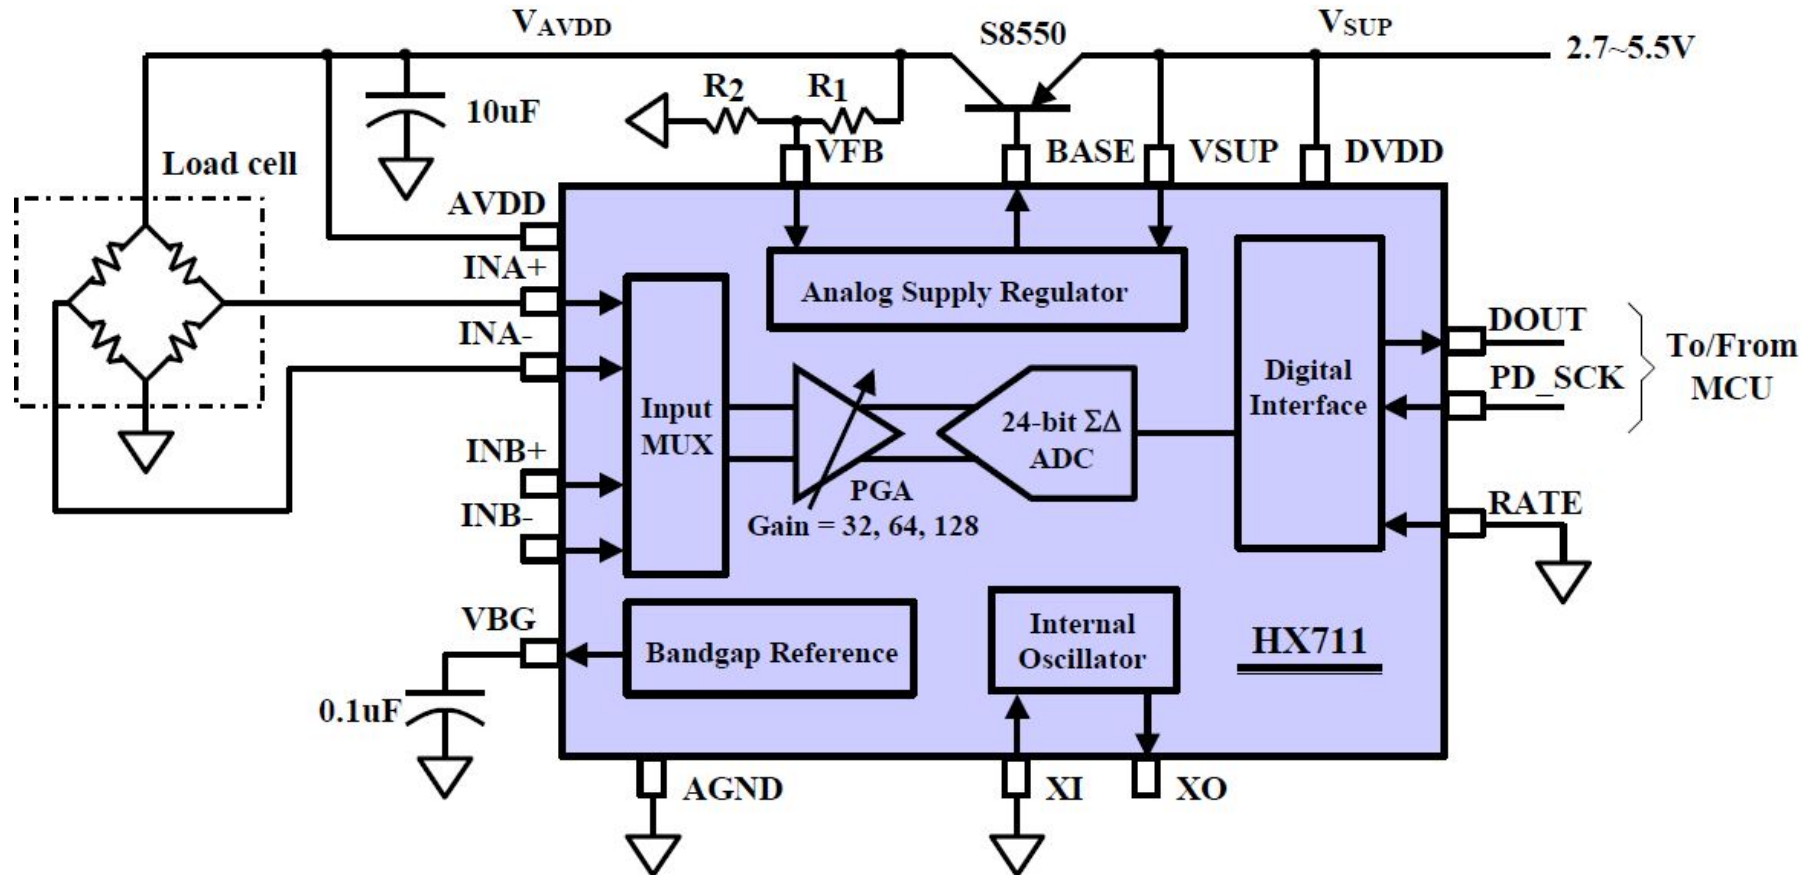 V_AVDD
S8550
V_SUP
2.7~5.5V
R2
R1
10uF
VFB
BASE
VSUP
DVDD
Load cell
AVDD
INA+
INA-
INB+
INB-
VBG
0.1uF
Analog Supply Regulator
Input
MUX
PGA
Gain = 32, 64, 128
24-bit ΣΔ
ADC
Digital
Interface
DOUT
PD_SCK
To/From
MCU
RATE
Bandgap Reference
Internal
Oscillator
HX711
AGND
XI
XO